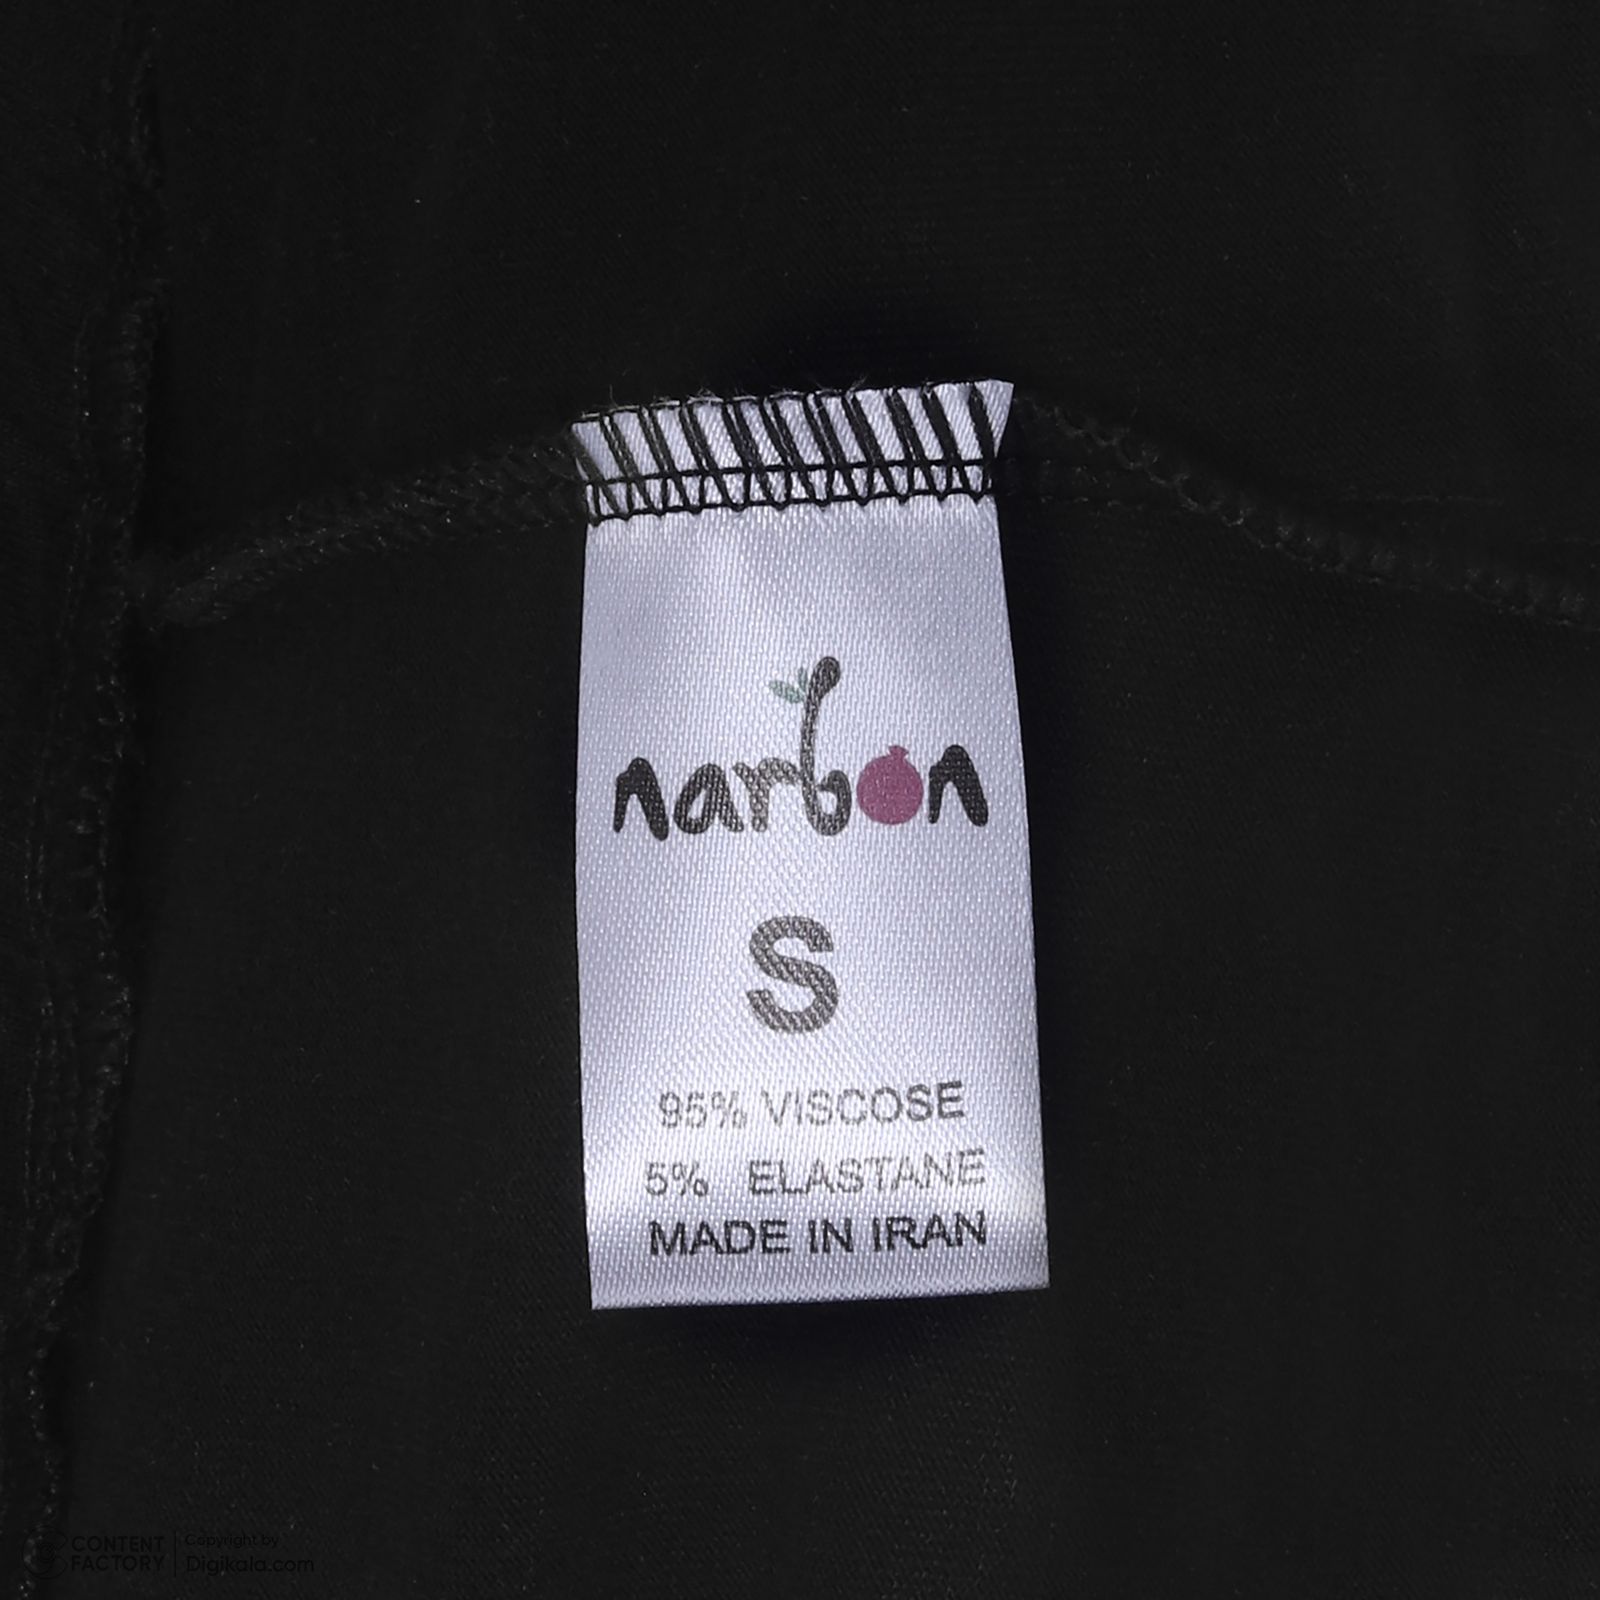 narbon
S
95% VISCOSE
5% ELASTANE
MADE IN IRAN
CONTENT FACTORY
Copyright by
Digikala.com